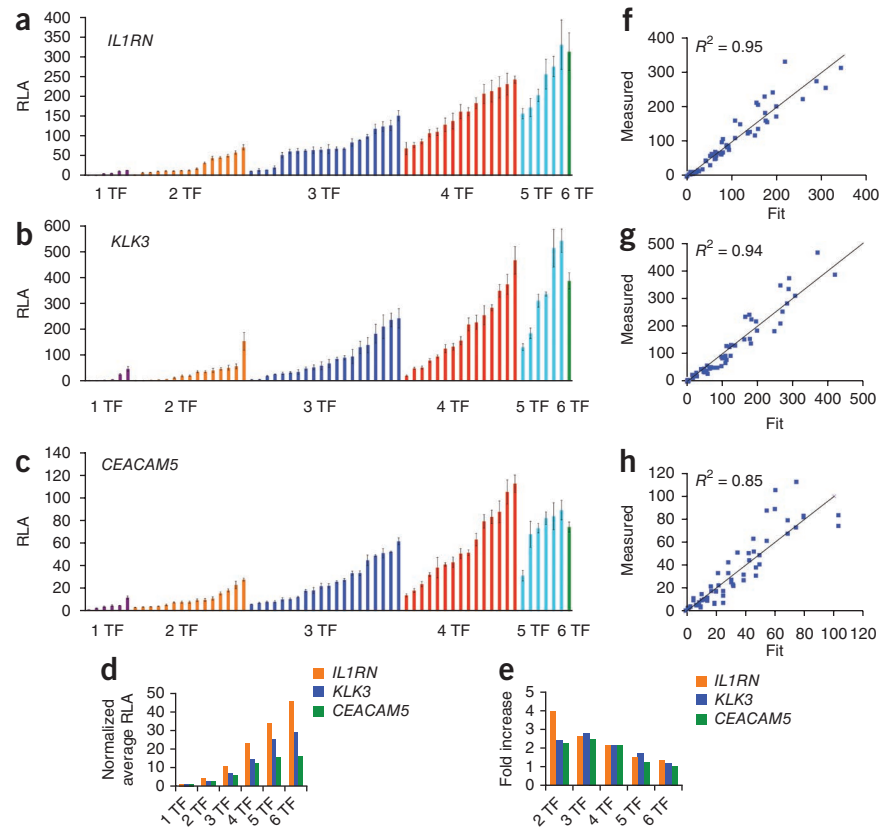 a
IL1RN
RLA
400
350
300
250
200
150
100
50
0
1 TF 2 TF 3 TF 4 TF 5 TF 6 TF
b
KLK3
RLA
600
500
400
300
200
100
0
1 TF 2 TF 3 TF 4 TF 5 TF 6 TF
c
CEACAM5
RLA
140
120
100
80
60
40
20
0
1 TF 2 TF 3 TF 4 TF 5 TF 6 TF
d
IL1RN
KLK3
CEACAM5
Normalized
average RLA
50
40
30
20
10
0
1 TF 2 TF 3 TF 4 TF 5 TF 6 TF
e
IL1RN
KLK3
CEACAM5
Fold increase
5
4
3
2
1
0
2 TF 3 TF 4 TF 5 TF 6 TF
f
R² = 0.95
Measured
400
300
200
100
0
0 100 200 300 400
Fit
g
R² = 0.94
Measured
500
400
300
200
100
0
0 100 200 300 400 500
Fit
h
R² = 0.85
Measured
120
100
80
60
40
20
0
0 20 40 60 80 100 120
Fit